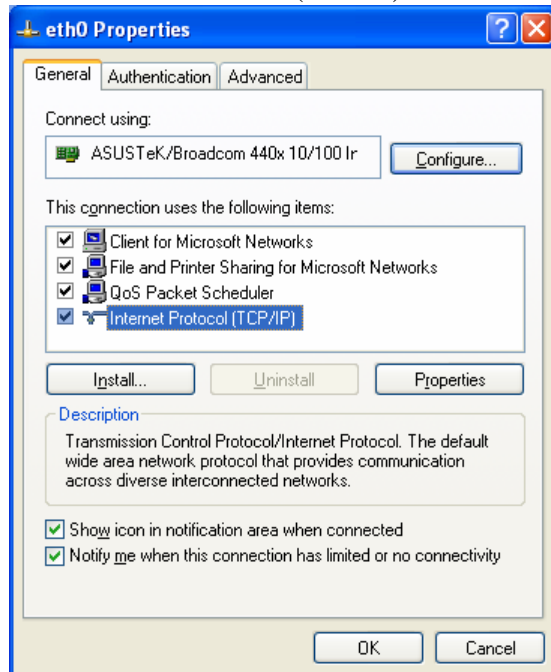 eth0 Properties
General Authentication Advanced
Connect using:
ASUSTeK/Broadcom 440x 10/100 In
Configure...
This connection uses the following items:
Client for Microsoft Networks
File and Printer Sharing for Microsoft Networks
QoS Packet Scheduler
Internet Protocol (TCP/IP)
Install... Uninstall Properties
Description
Transmission Control Protocol/Internet Protocol. The default
wide area network protocol that provides communication
across diverse interconnected networks.
Show icon in notification area when connected
Notify me when this connection has limited or no connectivity
OK Cancel